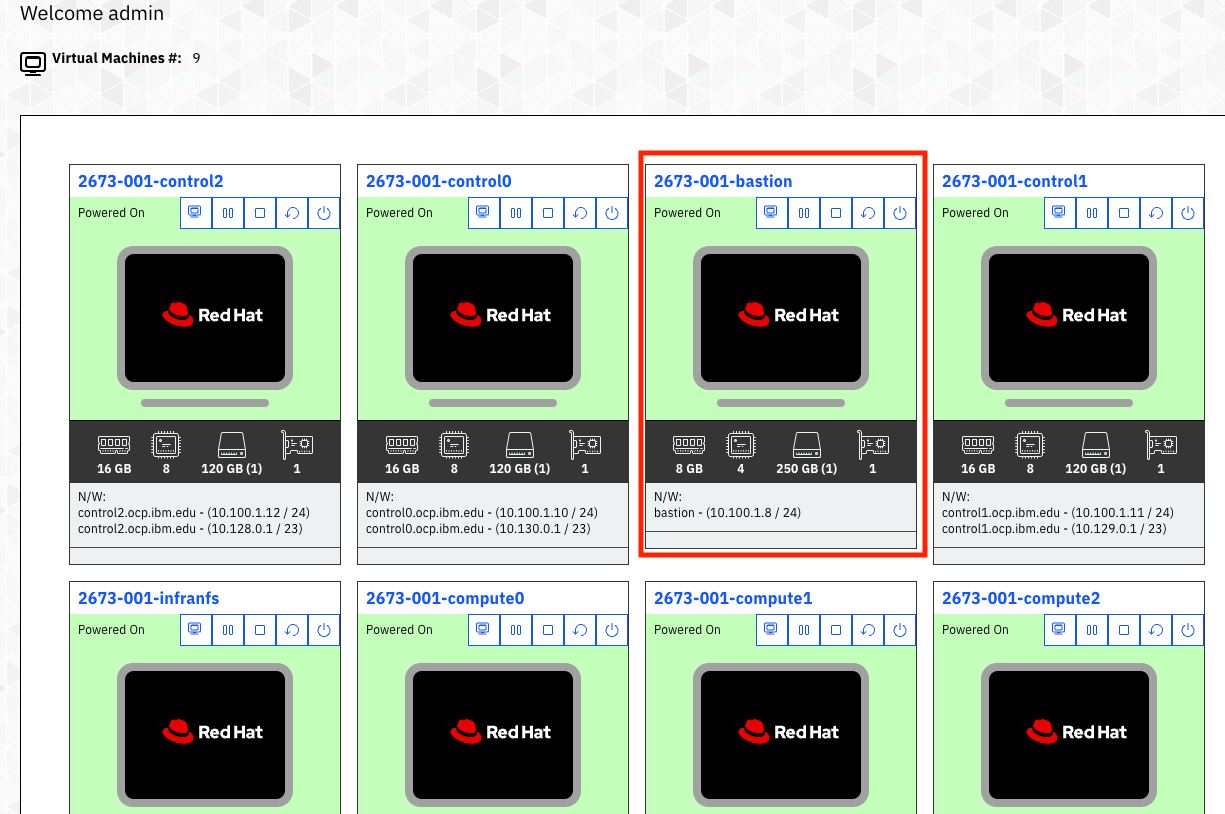 Welcome admin
Virtual Machines #: 9
2673-001-control2
Powered On
Red Hat
16 GB 8 120 GB (1) 1
N/W:
control2.ocp.ibm.edu - (10.100.1.12 / 24)
control2.ocp.ibm.edu - (10.128.0.1 / 23)
2673-001-control0
Powered On
Red Hat
16 GB 8 120 GB (1) 1
N/W:
control0.ocp.ibm.edu - (10.100.1.10 / 24)
control0.ocp.ibm.edu - (10.130.0.1 / 23)
2673-001-bastion
Powered On
Red Hat
8 GB 4 250 GB (1) 1
N/W:
bastion - (10.100.1.8 / 24)
2673-001-control1
Powered On
Red Hat
16 GB 8 120 GB (1) 1
N/W:
control1.ocp.ibm.edu - (10.100.1.11 / 24)
control1.ocp.ibm.edu - (10.129.0.1 / 23)
2673-001-infranfs
Powered On
Red Hat
2673-001-compute0
Powered On
Red Hat
2673-001-compute1
Powered On
Red Hat
2673-001-compute2
Powered On
Red Hat